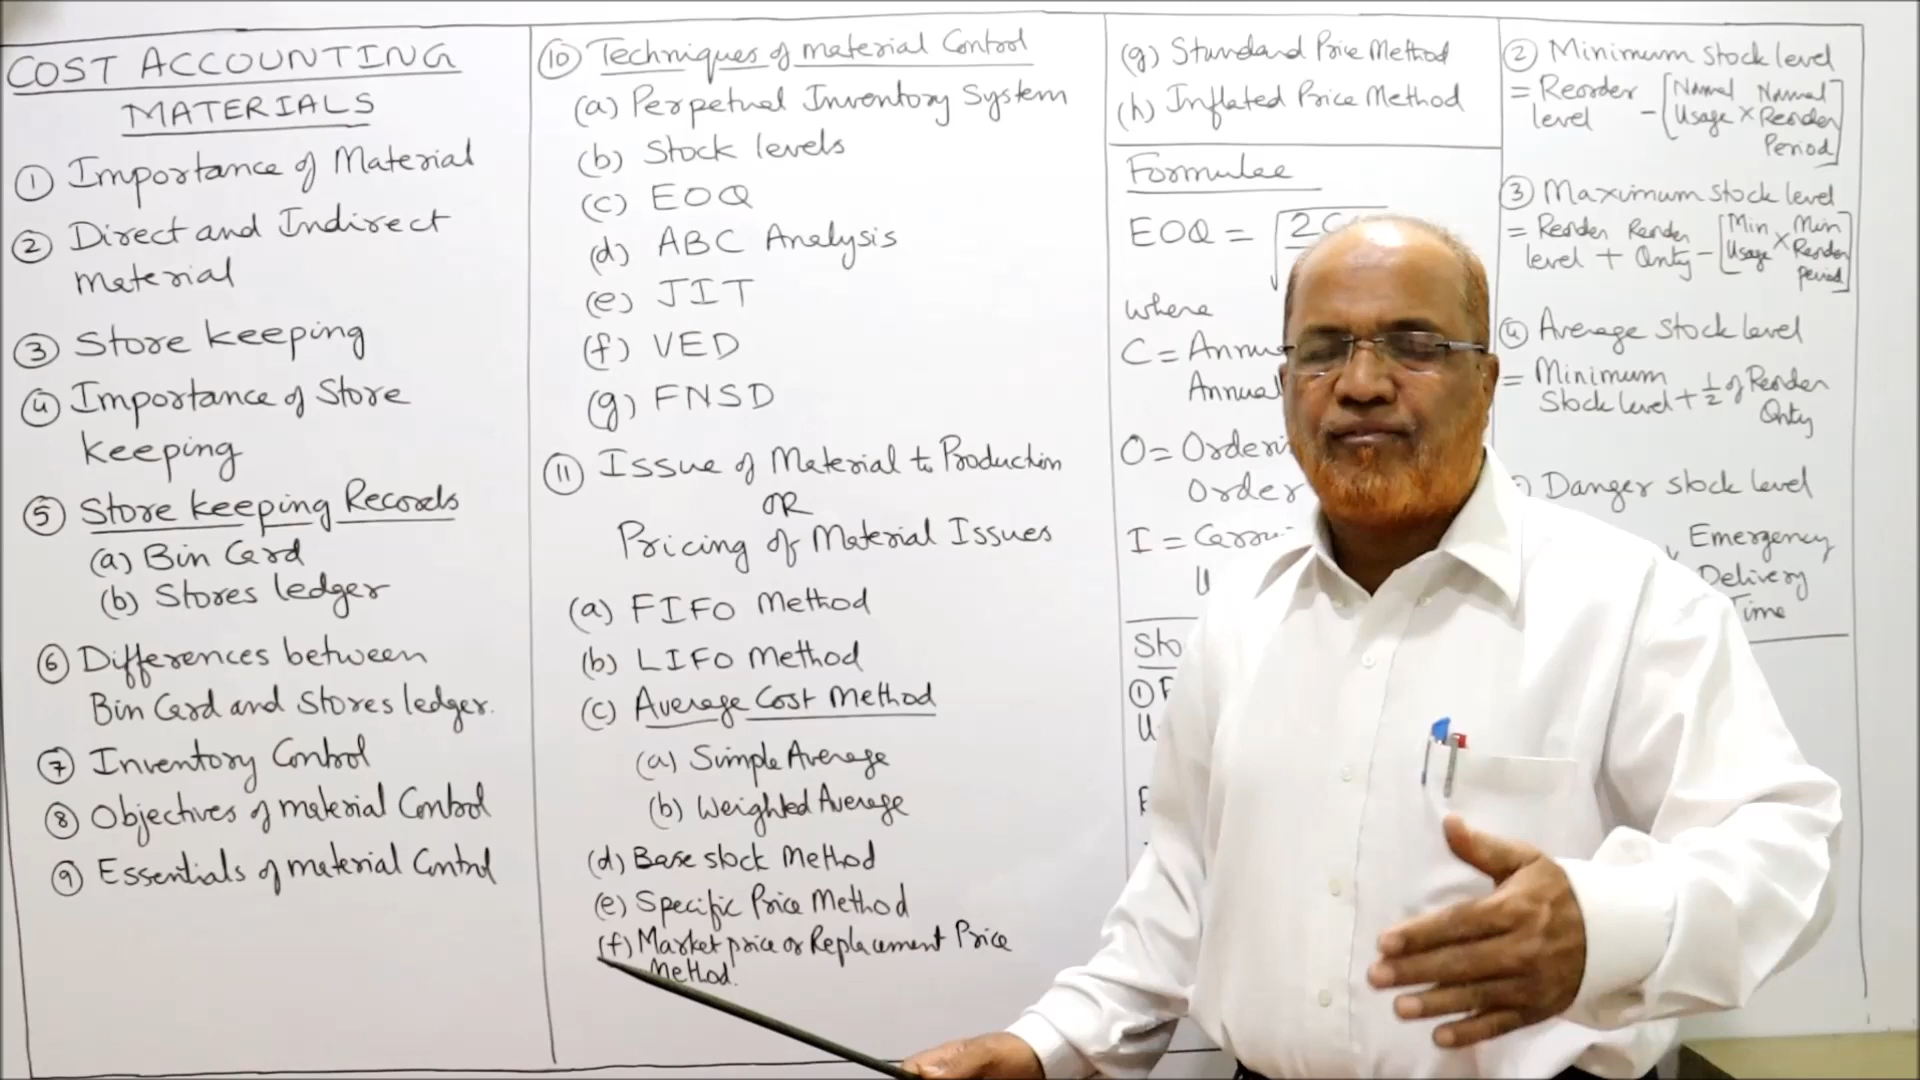 COST ACCOUNTING
MATERIALS
① Importance of Material
② Direct and Indirect
material
③ Store keeping
④ Importance of Store
keeping
⑤ Store keeping Records
(a) Bin Card
(b) Stores ledger
⑥ Differences between
Bin Card and Stores ledger.
⑦ Inventory Control
⑧ Objectives of material Control
⑨ Essentials of material Control
⑩ Techniques of material Control
(a) Perpetual Inventory System
(b) Stock levels
(c) EOQ
(d) ABC Analysis
(e) JIT
(f) VED
(g) FNSD
⑪ Issue of Material to Production
OR
Pricing of Material Issues
(a) FIFO Method
(b) LIFO Method
(c) Average Cost Method
(a) Simple Average
(b) Weighted Average
(d) Base stock Method
(e) Specific Price Method
(f) Market price or Replacement Price
Method.
(g) Standard Price Method
(h) Inflated Price Method
Formulae
EOQ = √2C
where
C = Annu
Annual
O = Orderi
Order
I = Carry
Sto
①
② Minimum stock level
= Reorder level - [Normal Usage × Normal Reorder Period]
③ Maximum stock level
= Reorder level + Reorder Qnty - [Min Usage × Min Reorder period]
④ Average stock level
= Minimum Stock level + 1/2 of Reorder Qnty
Danger stock level
Emergency
Delivery
Time